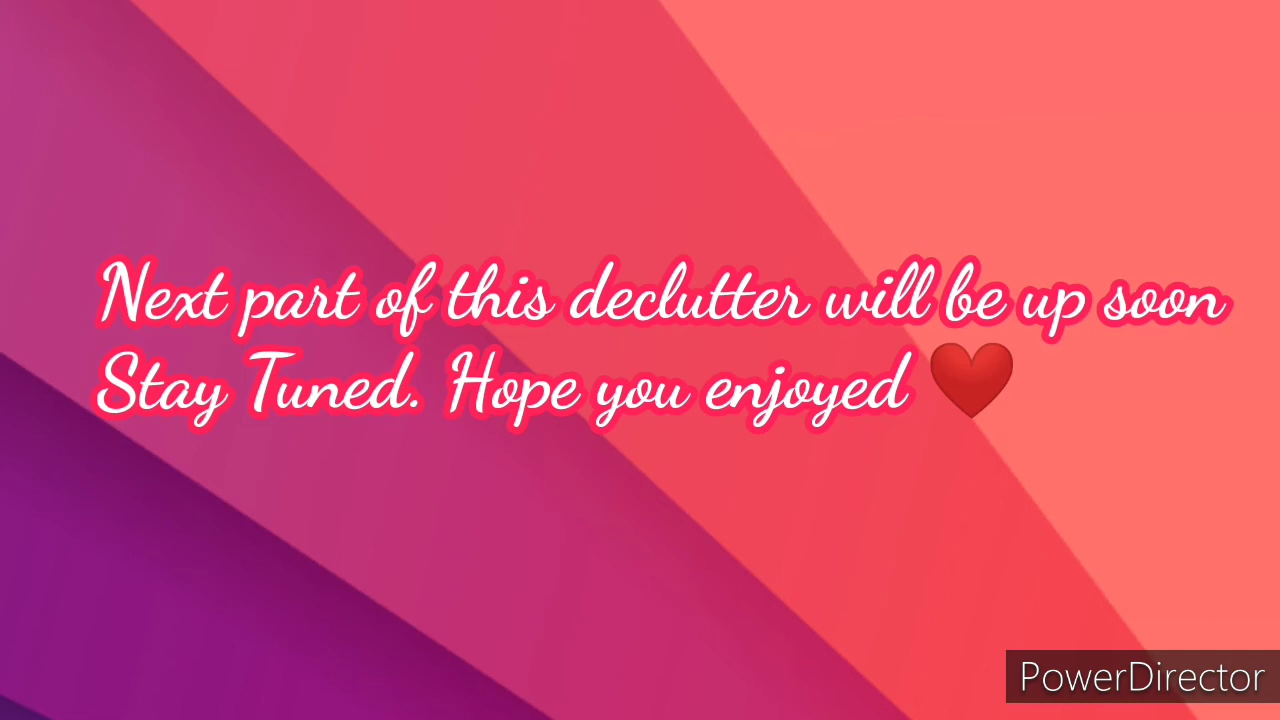 Next part of this declutter will be up soon
Stay Tuned. Hope you enjoyed ❤️
PowerDirector